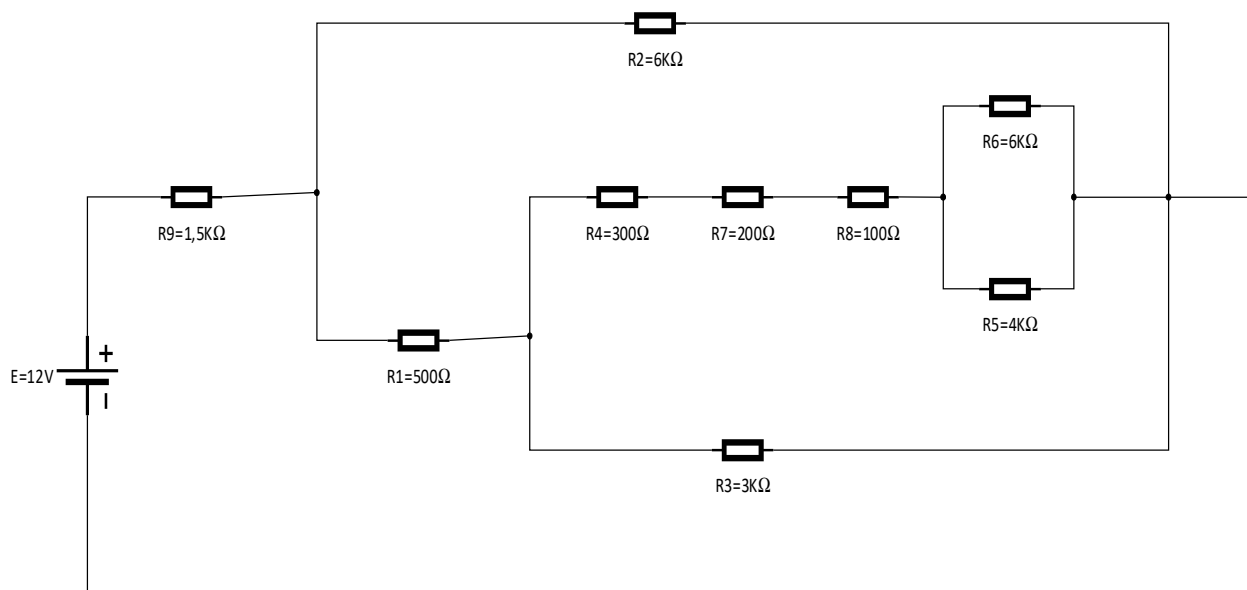 R2=6KΩ
R6=6KΩ
R9=1,5KΩ
R4=300Ω
R7=200Ω
R8=100Ω
R5=4KΩ
R1=500Ω
+
E=12V
−
R3=3KΩ